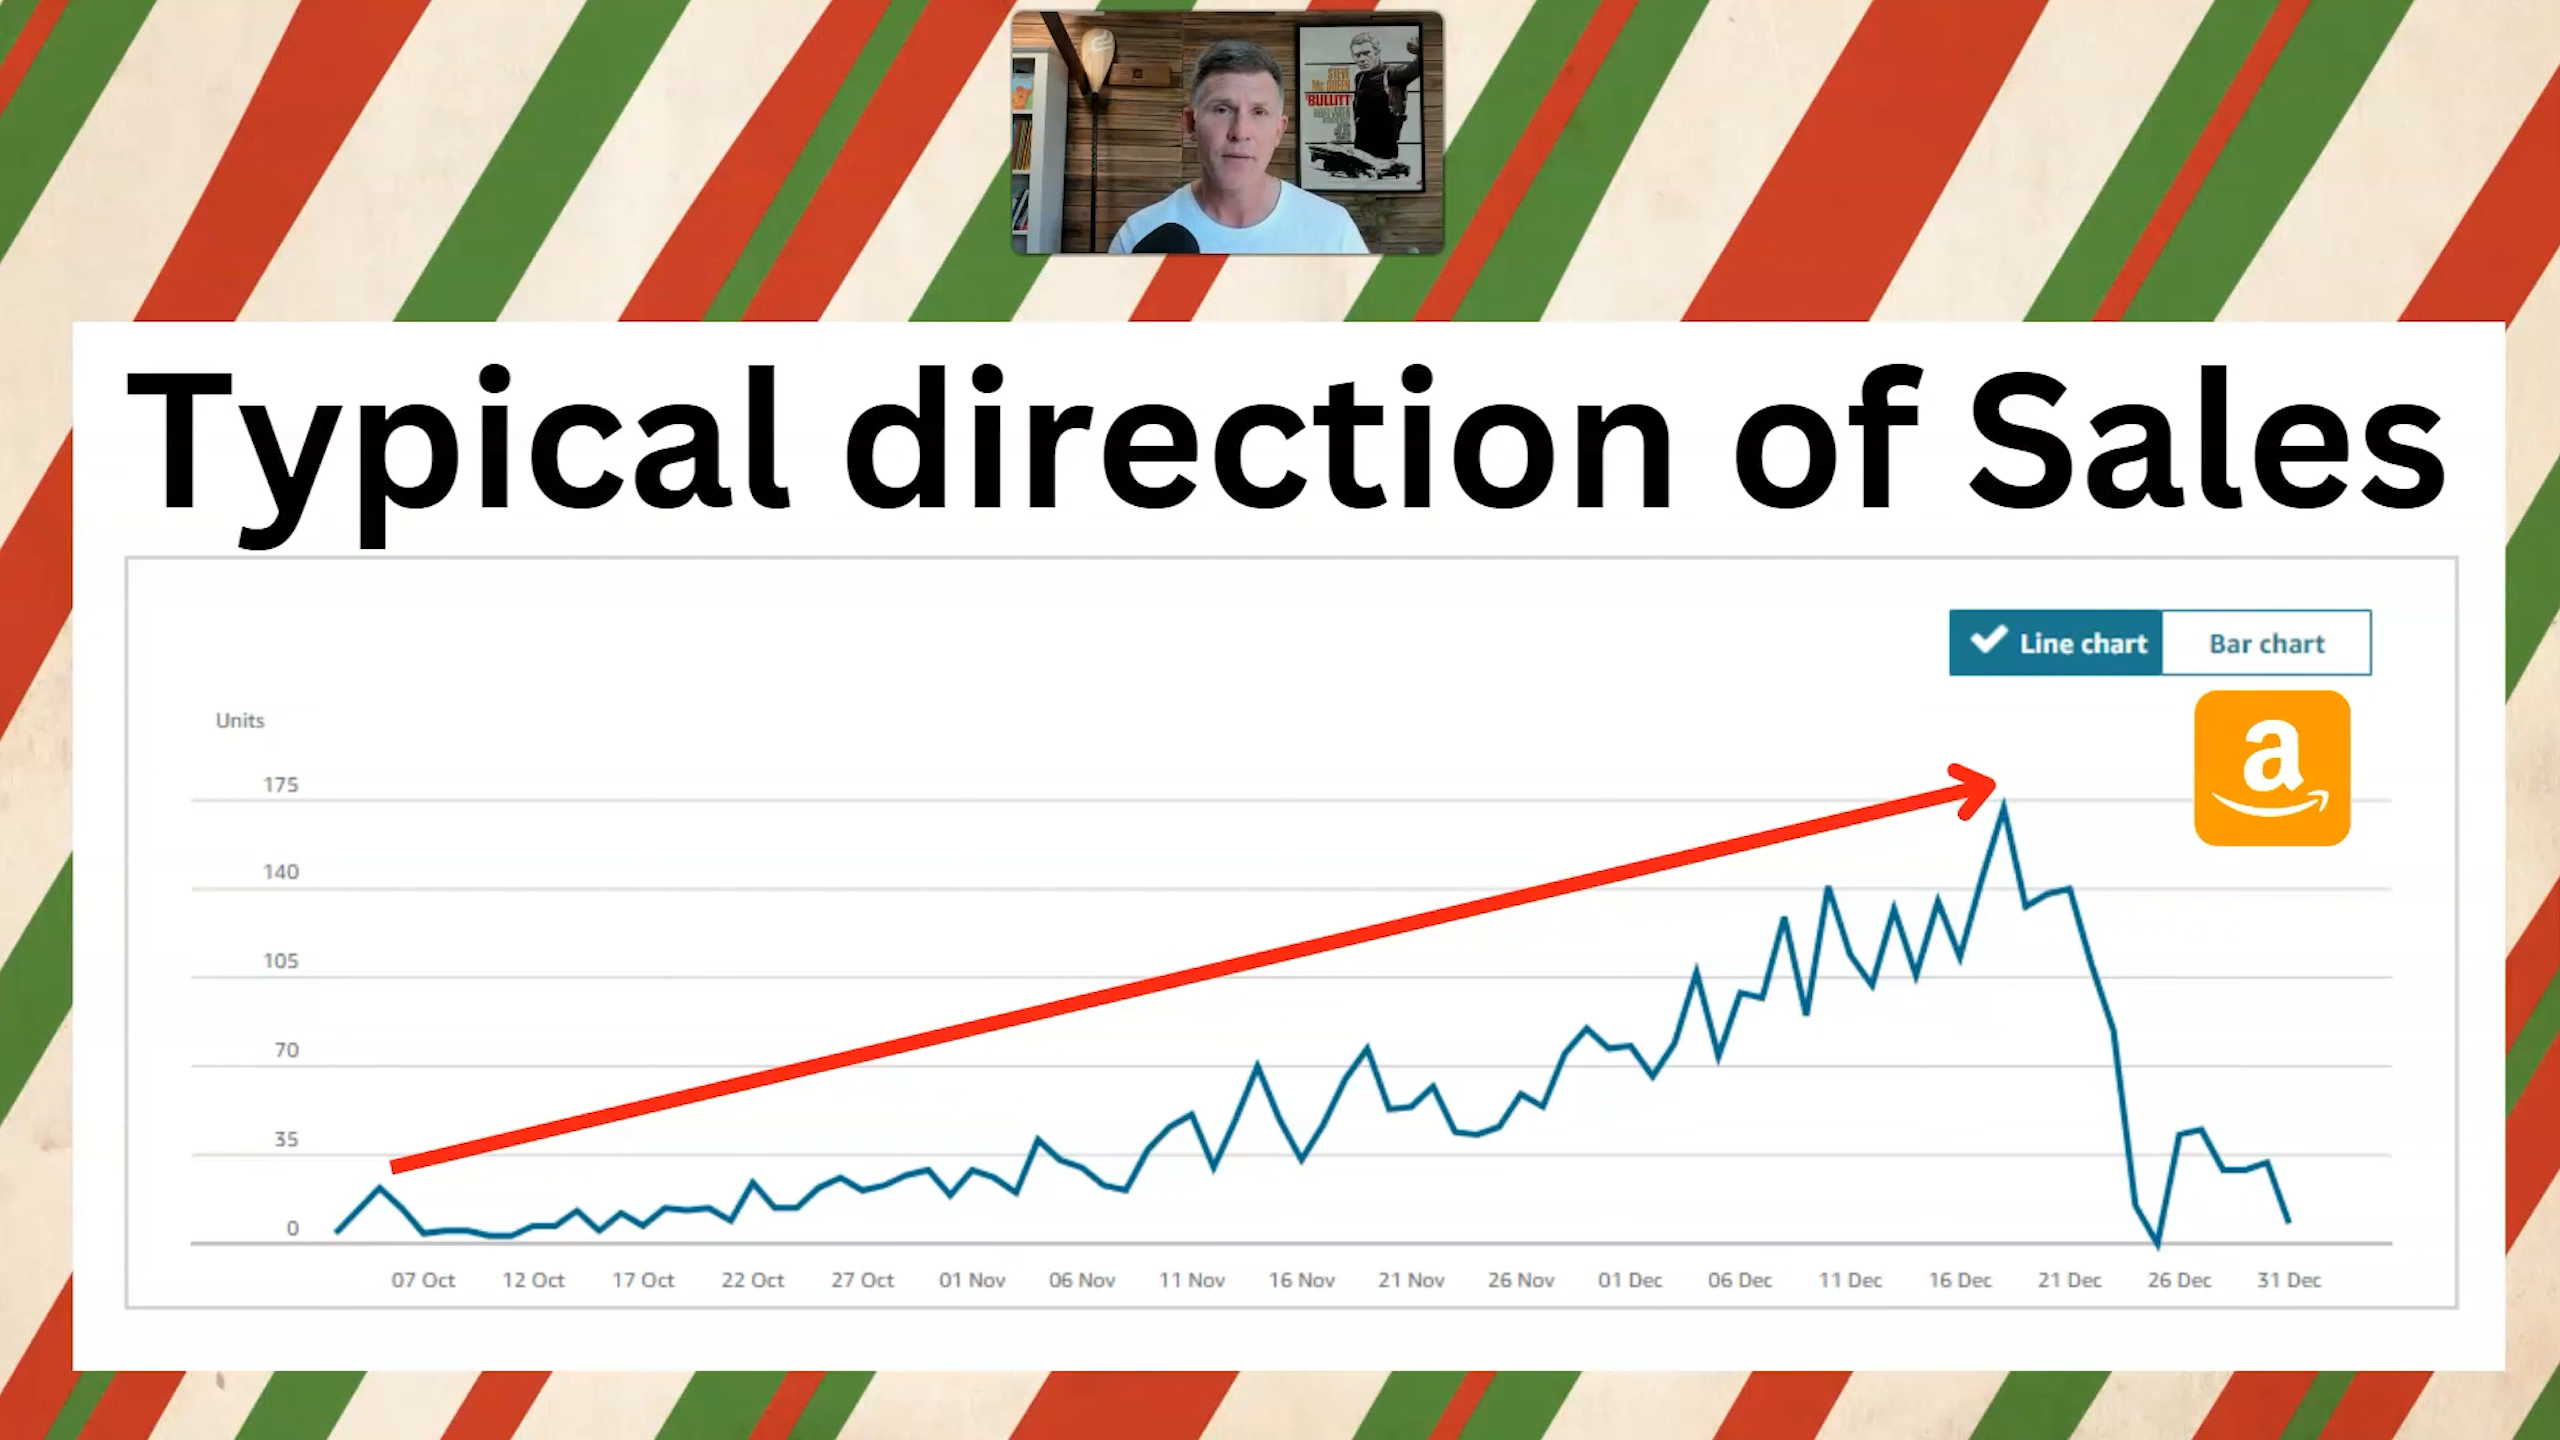 STEVE
McQUEEN
BULLITT
Typical direction of Sales
Line chart
Bar chart
a
Units
175
140
105
70
35
0
07 Oct 12 Oct 17 Oct 22 Oct 27 Oct 01 Nov 06 Nov 11 Nov 16 Nov 21 Nov 26 Nov 01 Dec 06 Dec 11 Dec 16 Dec 21 Dec 26 Dec 31 Dec